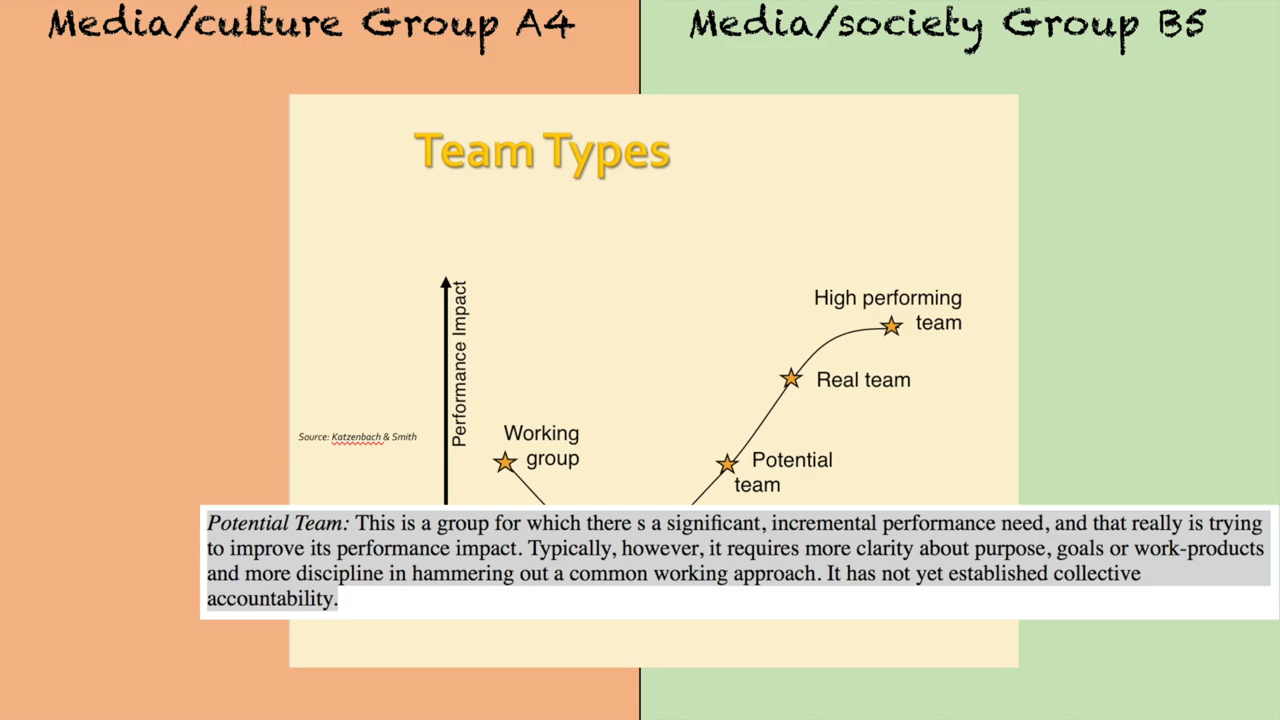 Media/culture Group A4
Media/society Group B5
Team Types
Performance Impact
High performing
team
Real team
Source: Katzenbach & Smith
Working
group
Potential
team
Potential Team: This is a group for which there s a significant, incremental performance need, and that really is trying
to improve its performance impact. Typically, however, it requires more clarity about purpose, goals or work-products
and more discipline in hammering out a common working approach. It has not yet established collective
accountability.